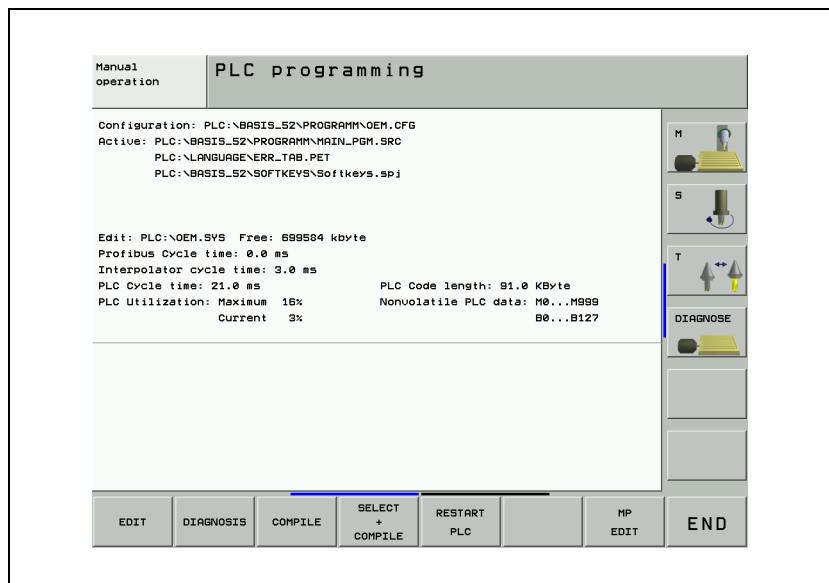 Manual
operation
PLC programming
Configuration: PLC:\BASIS_52\PROGRAMM\OEM.CFG
Active: PLC:\BASIS_52\PROGRAMM\MAIN_PGM.SRC
PLC:\LANGUAGE\ERR_TAB.PET
PLC:\BASIS_52\SOFTKEYS\Softkeys.spj
Edit: PLC:\OEM.SYS Free: 699584 kbyte
Profibus Cycle time: 0.0 ms
Interpolator cycle time: 3.0 ms
PLC Cycle time: 21.0 ms PLC Code length: 91.0 KByte
PLC Utilization: Maximum 16% Nonvolatile PLC data: M0...M999
Current 3% B0...B127
M
S
T
DIAGNOSE
EDIT
DIAGNOSIS
COMPILE
SELECT
+
COMPILE
RESTART
PLC
MP
EDIT
END